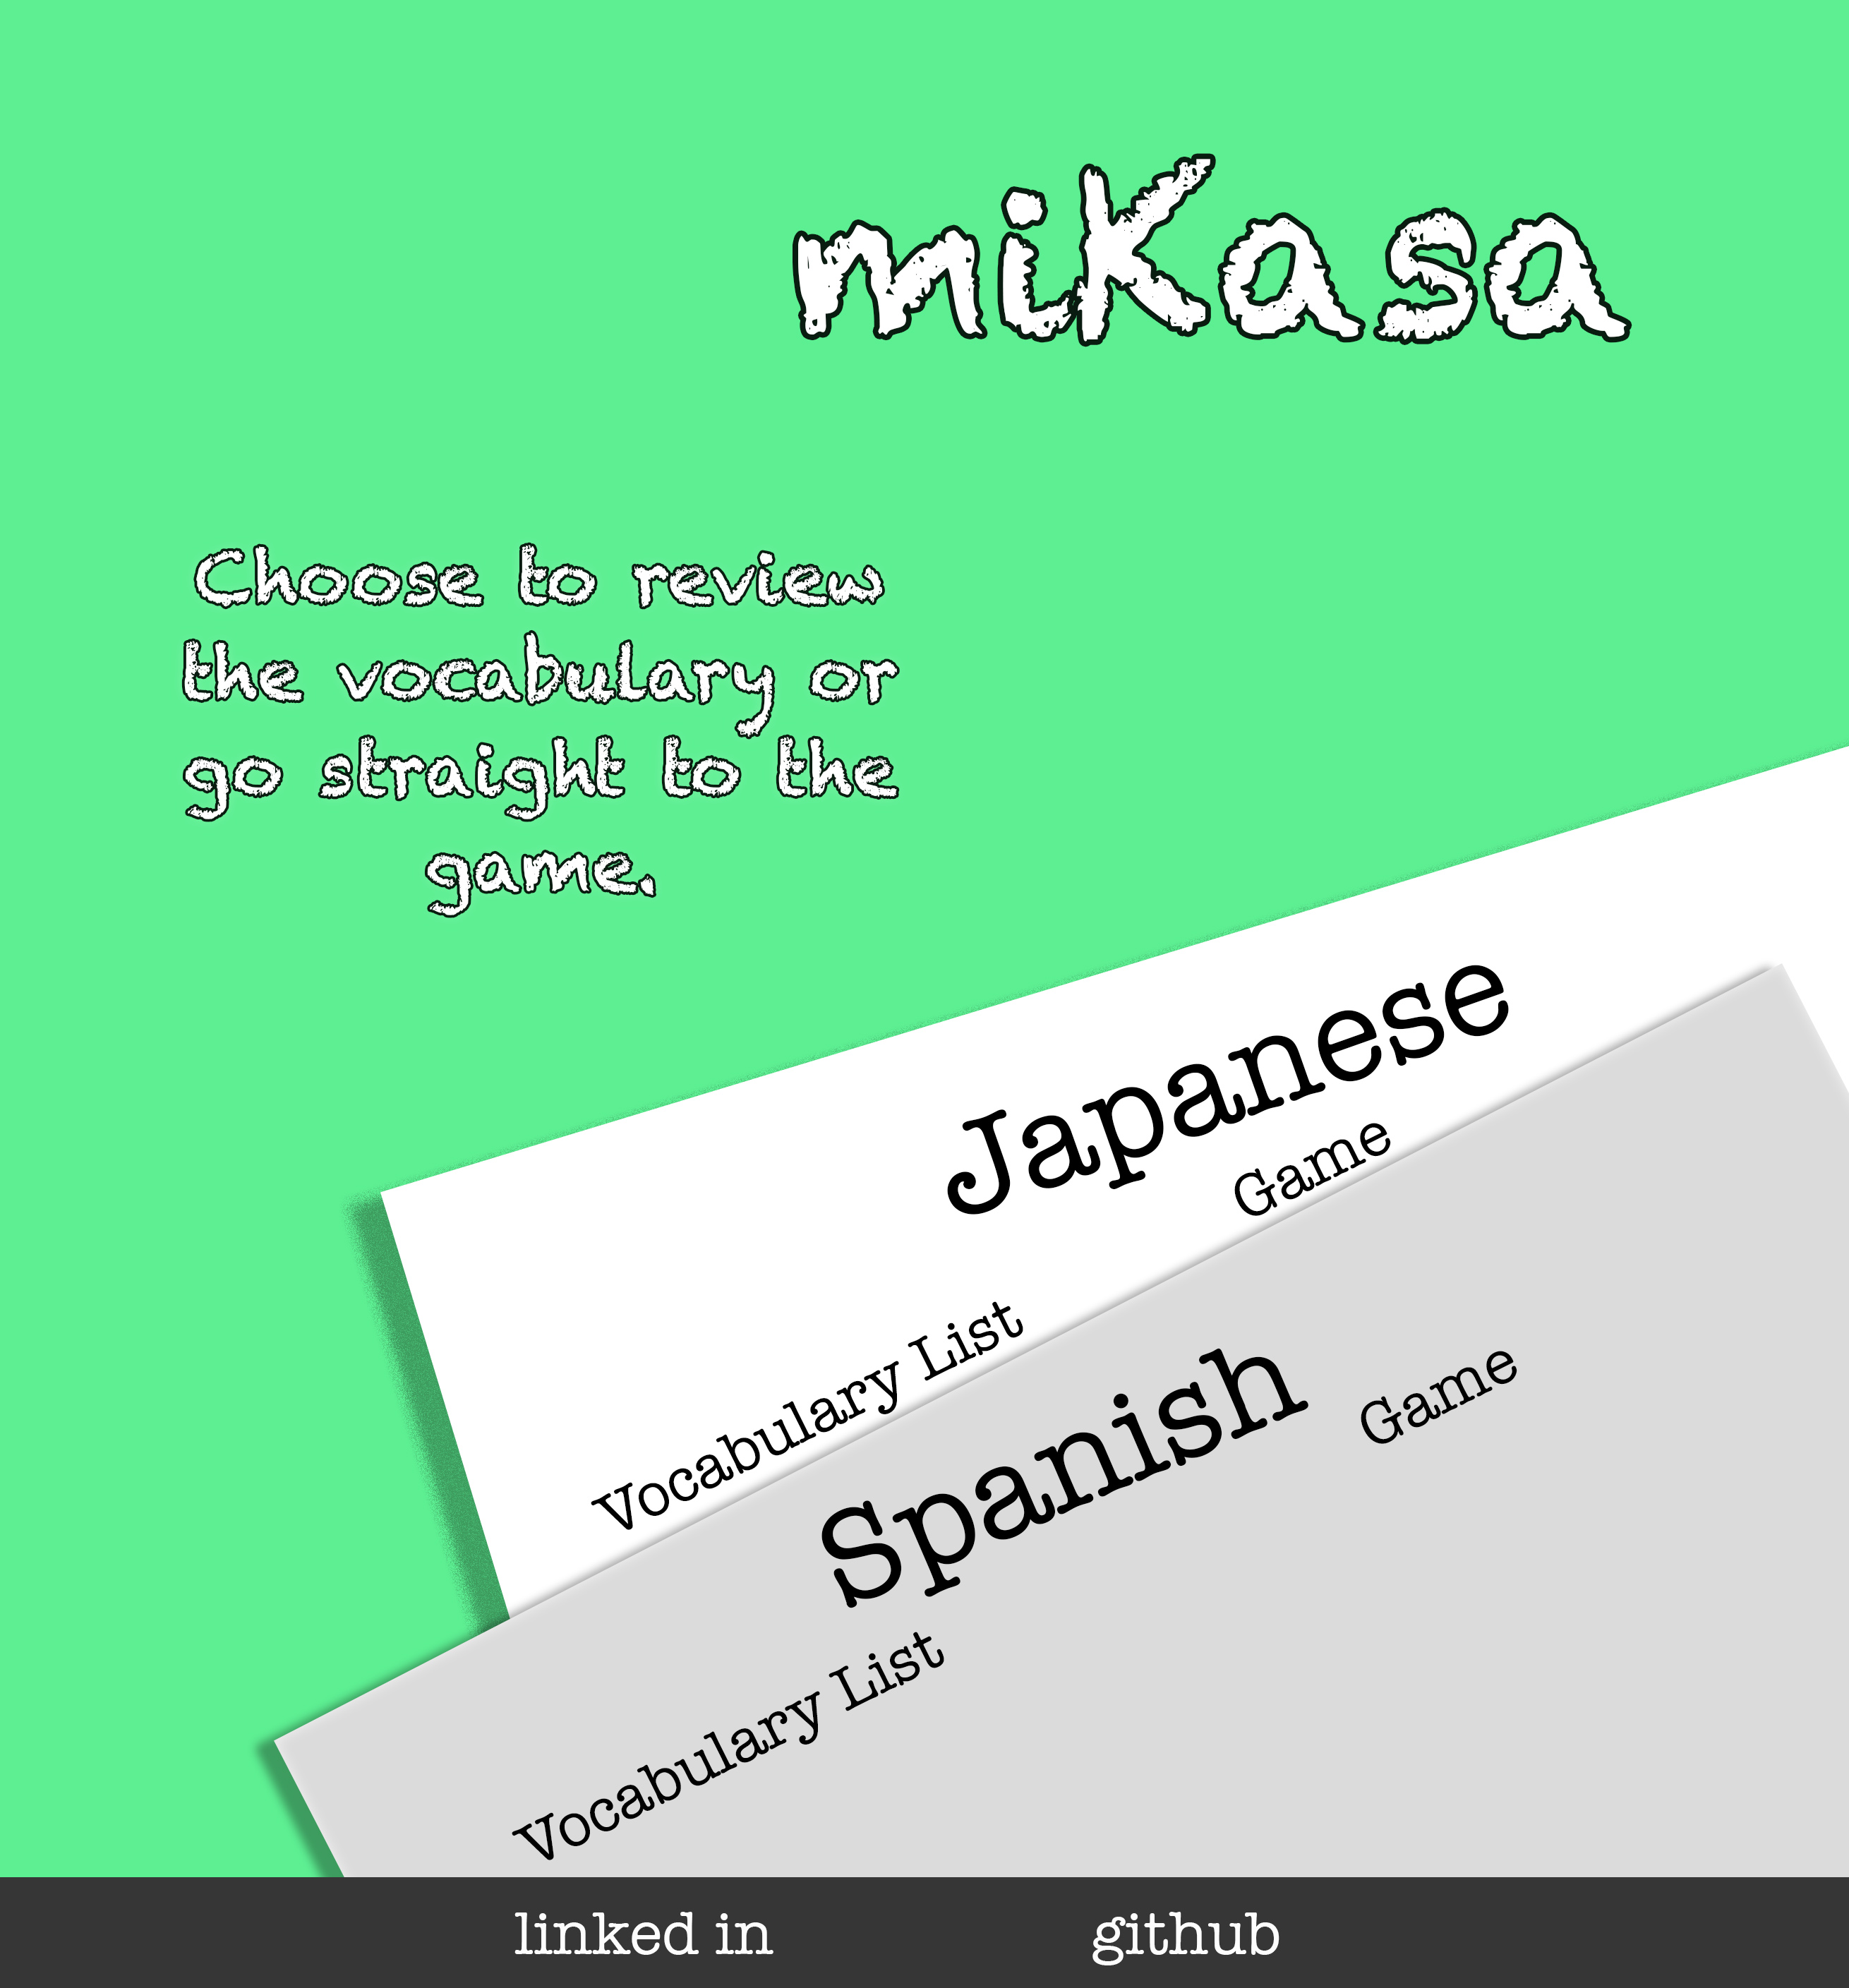 miKasa
Choose to review
the vocabulary or
go straight to the
game.
Japanese
Vocabulary List
Game
Spanish
Vocabulary List
Game
linked in
github